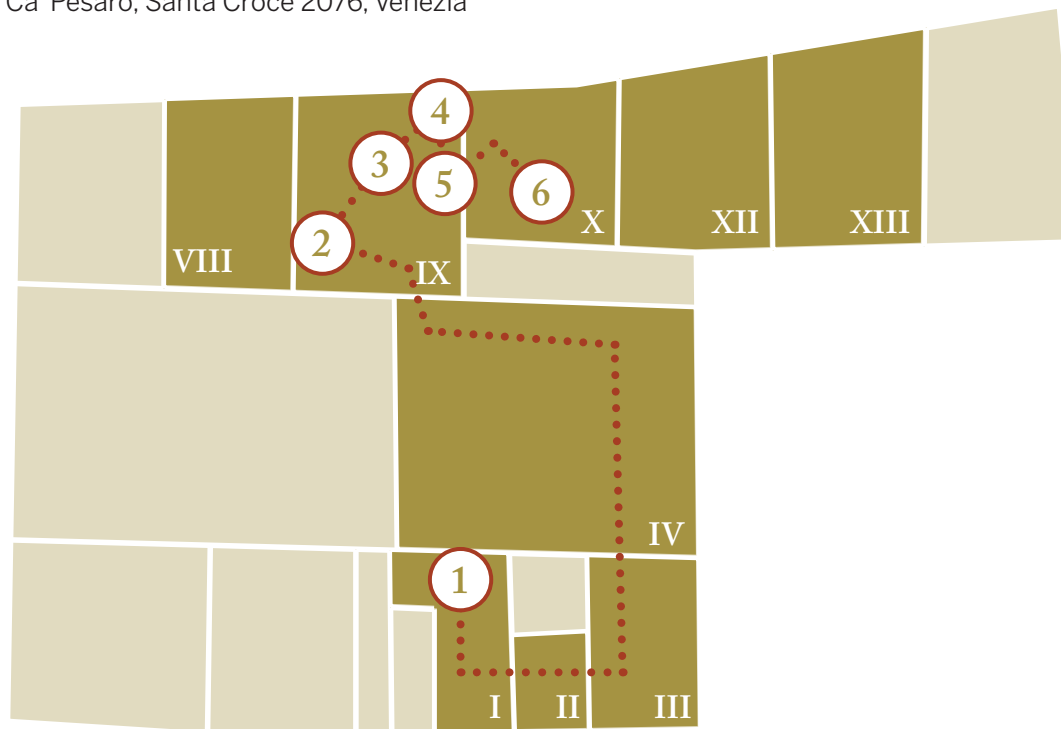 Ca' Pesaro, Santa Croce 2076, Venezia
4
3
5
6
2
X
XII
XIII
VIII
IX
IV
1
I
II
III